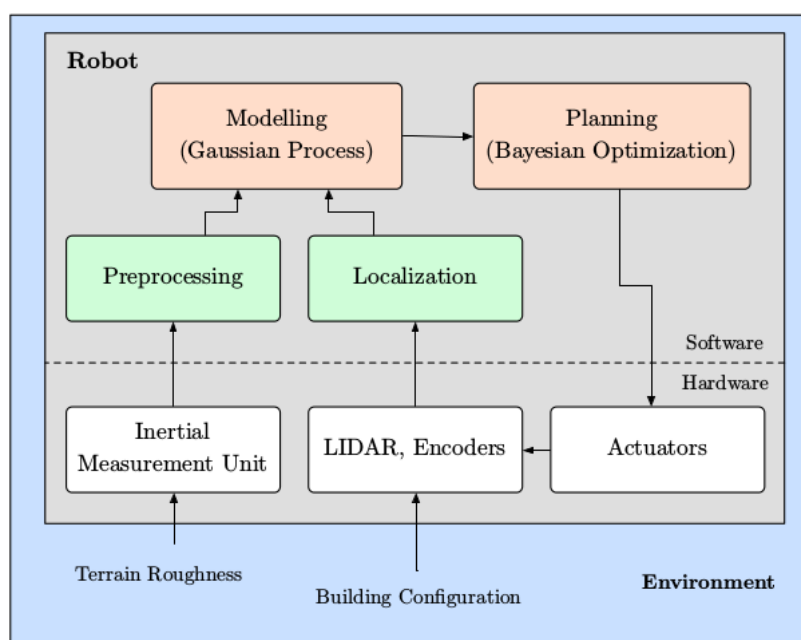 Robot
Modelling
(Gaussian Process)
Planning
(Bayesian Optimization)
Preprocessing
Localization
Software
Hardware
Inertial
Measurement Unit
LIDAR, Encoders
Actuators
Terrain Roughness
Building Configuration
Environment